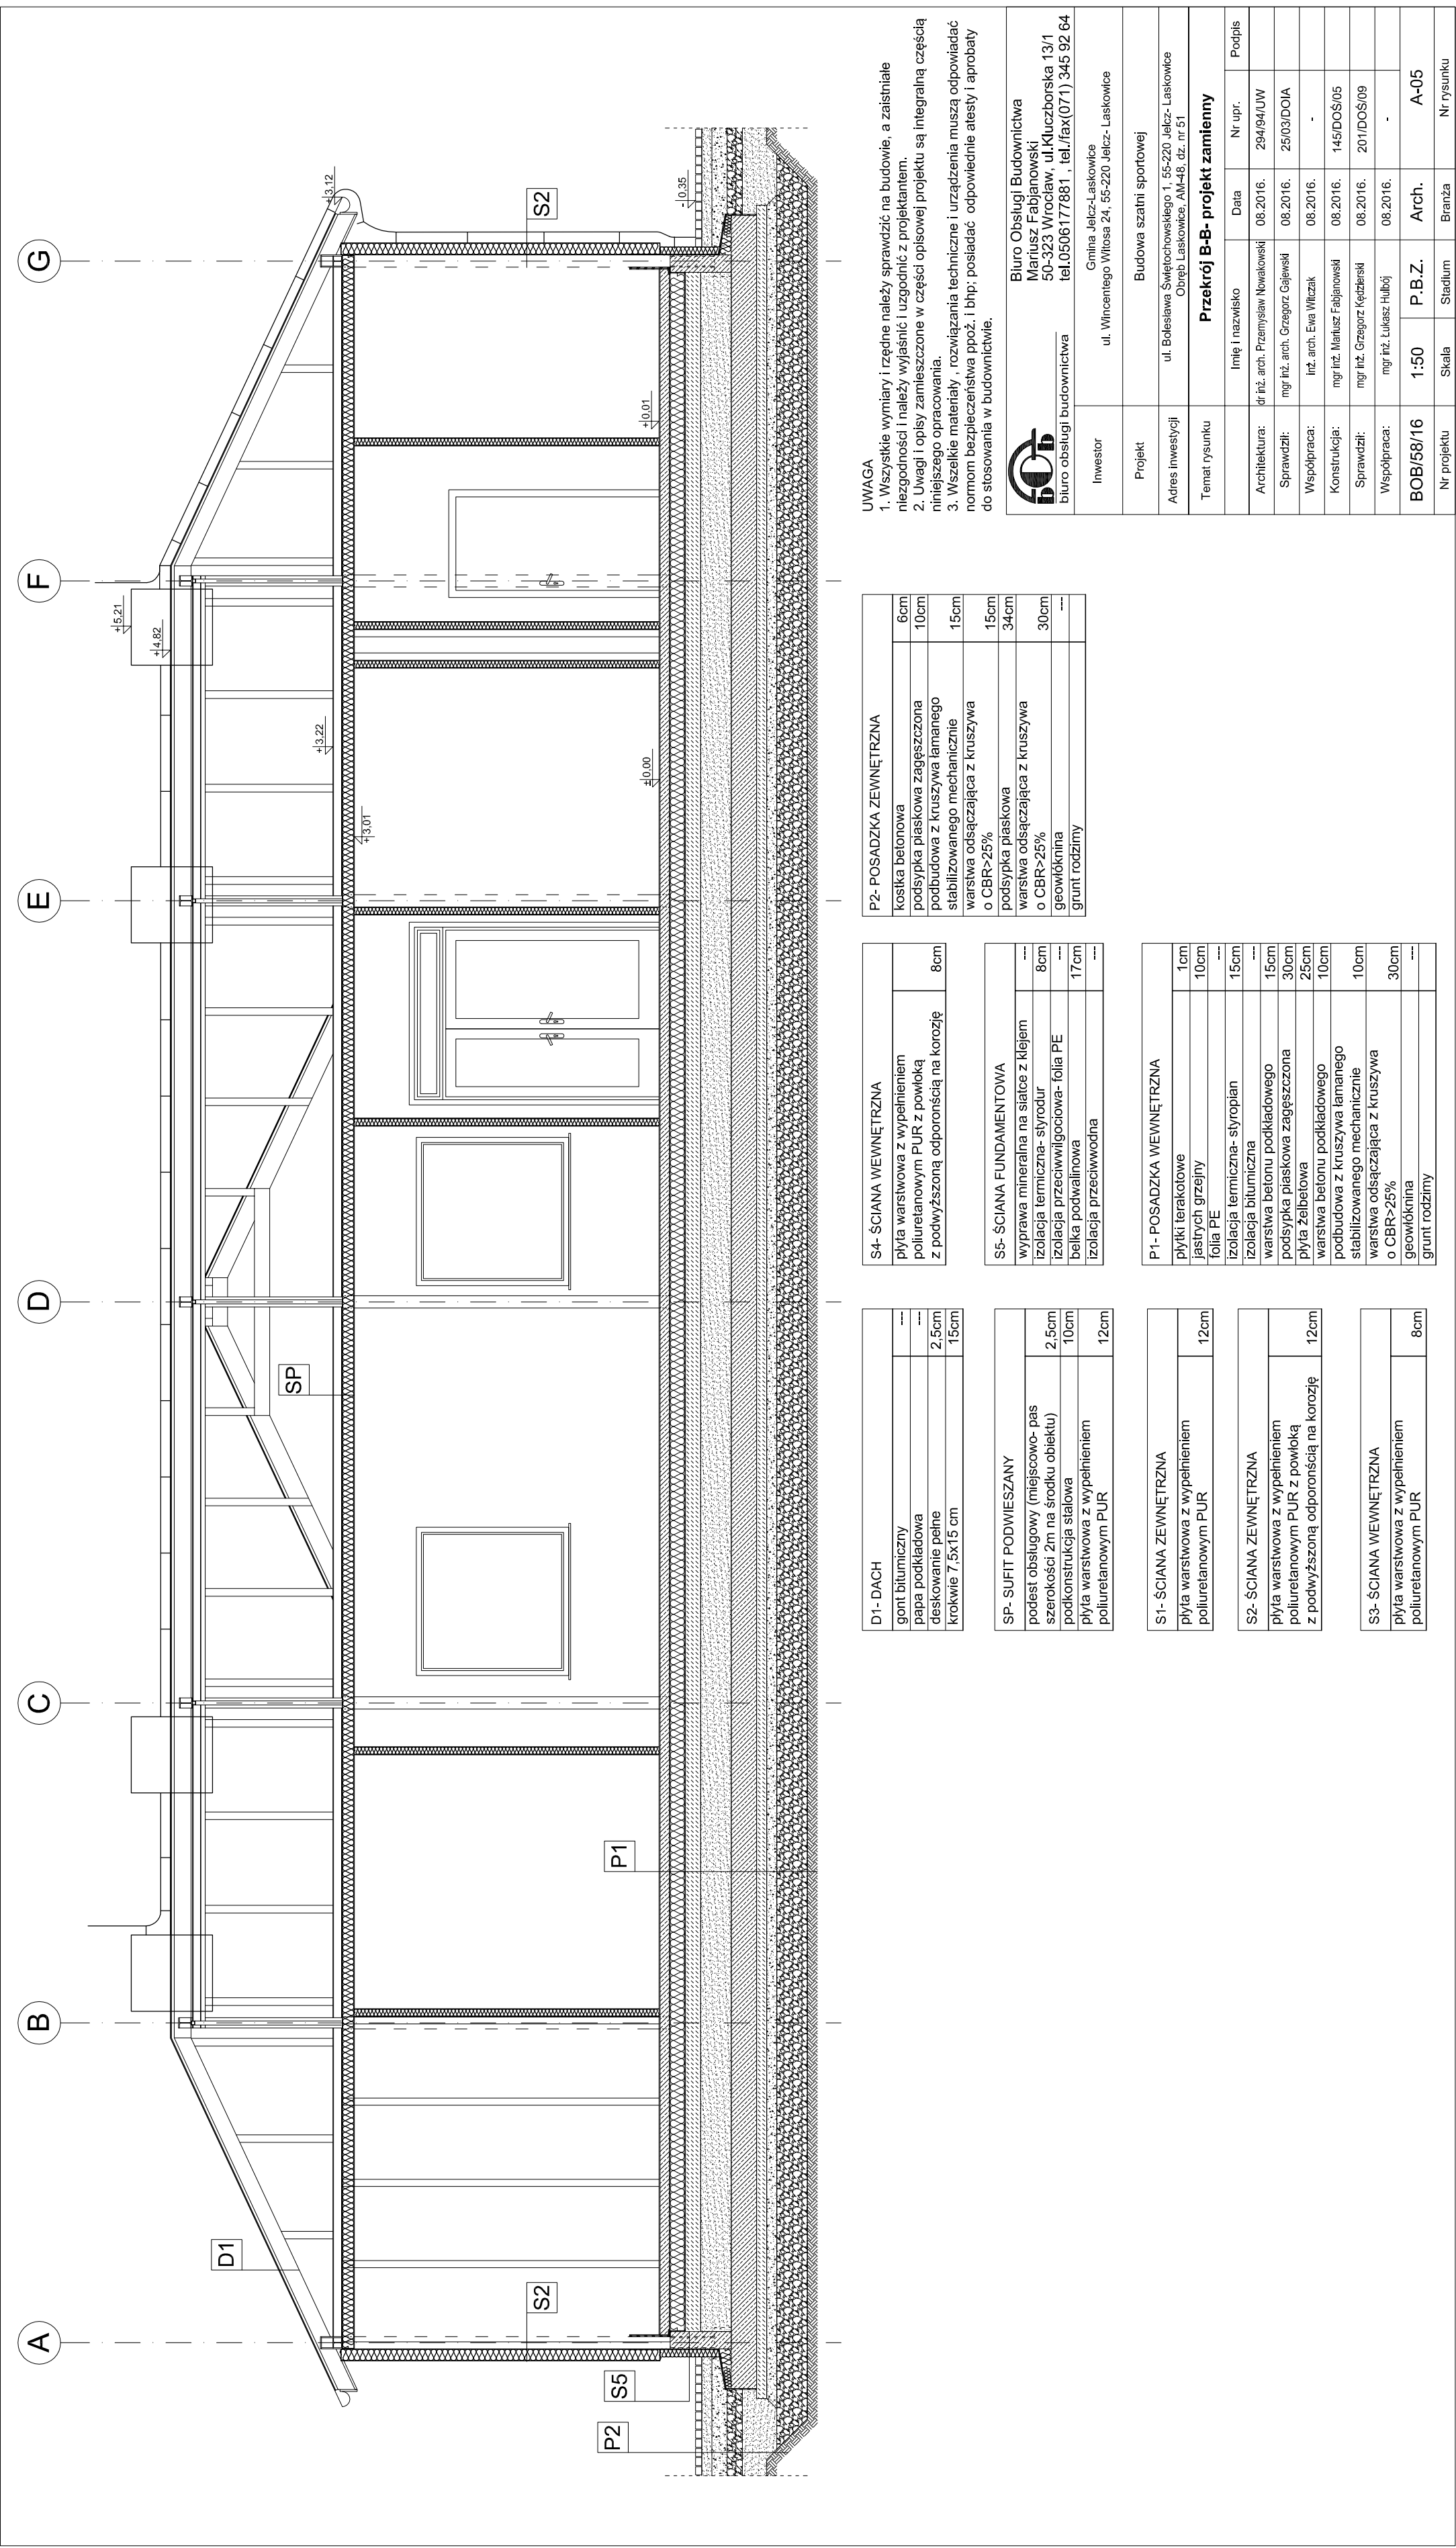 A
B
C
D
E
F
G
+5,21
+4,82
+3,12
+3,22
+3,01
D1
SP
S2
S2
-0,35
±0,00
+0,01
P1
S5
P2
D1- DACH
gont bitumiczny ---
papa podkładowa ---
deskowanie pełne 2,5cm
krokwie 7,5x15 cm 15cm
SP- SUFIT PODWIESZANY
podest obsługowy (miejscowo- pas
szerokości 2m na środku obiektu) 2,5cm
podkonstrukcja stalowa 10cm
płyta warstwowa z wypełnieniem
poliuretanowym PUR 12cm
S1- ŚCIANA ZEWNĘTRZNA
płyta warstwowa z wypełnieniem
poliuretanowym PUR 12cm
S2- ŚCIANA ZEWNĘTRZNA
płyta warstwowa z wypełnieniem
poliuretanowym PUR z powłoką
z podwyższoną odpornością na korozję 12cm
S3- ŚCIANA WEWNĘTRZNA
płyta warstwowa z wypełnieniem
poliuretanowym PUR 8cm
S4- ŚCIANA WEWNĘTRZNA
płyta warstwowa z wypełnieniem
poliuretanowym PUR z powłoką
z podwyższoną odpornością na korozję 8cm
S5- ŚCIANA FUNDAMENTOWA
wyprawa mineralna na siatce z klejem ---
izolacja termiczna- styrodur 8cm
izolacja przeciwwilgociowa- folia PE ---
belka podwalinowa 17cm
izolacja przeciwwodna ---
P1- POSADZKA WEWNĘTRZNA
płytki terakotowe 1cm
jastrych grzejny 10cm
folia PE ---
izolacja termiczna- styropian 15cm
izolacja bitumiczna ---
warstwa betonu podkładowego 15cm
podsypka piaskowa zagęszczona 30cm
płyta żelbetowa 25cm
warstwa betonu podkładowego 10cm
podbudowa z kruszywa łamanego
stabilizowanego mechanicznie 10cm
warstwa odsączająca z kruszywa
o CBR>25% 30cm
geowłóknina ---
grunt rodzimy
P2- POSADZKA ZEWNĘTRZNA
kostka betonowa 6cm
podsypka piaskowa zagęszczona 10cm
podbudowa z kruszywa łamanego
stabilizowanego mechanicznie 15cm
warstwa odsączająca z kruszywa
o CBR>25% 15cm
podsypka piaskowa 34cm
warstwa odsączająca z kruszywa
o CBR>25% 30cm
geowłóknina ---
grunt rodzimy
UWAGA
1. Wszystkie wymiary i rzędne należy sprawdzić na budowie, a zaistniałe
niezgodności i należy wyjaśnić i uzgodnić z projektantem.
2. Uwagi i opisy zamieszczone w części opisowej projektu są integralną częścią
niniejszego opracowania.
3. Wszelkie materiały , rozwiązania techniczne i urządzenia muszą odpowiadać
normom bezpieczeństwa ppoż. i bhp; posiadać odpowiednie atesty i aprobaty
do stosowania w budownictwie.
biuro obsługi budownictwa
Biuro Obsługi Budownictwa
Mariusz Fabjanowski
50-323 Wrocław, ul.Kluczborska 13/1
tel.0506177881 , tel./fax(071) 345 92 64
Inwestor
Gmina Jelcz-Laskowice
ul. Wincentego Witosa 24, 55-220 Jelcz- Laskowice
Projekt
Budowa szatni sportowej
Adres inwestycji
ul. Bolesława Świętochowskiego 1, 55-220 Jelcz- Laskowice
Obręb Laskowice, AM-48, dz. nr 51
Temat rysunku
Przekrój B-B- projekt zamienny
Imię i nazwisko Data Nr upr. Podpis
Architektura: dr inż. arch. Przemysław Nowakowski 08.2016. 294/94/UW
Sprawdził: mgr inż. arch. Grzegorz Gajewski 08.2016. 25/03/DOIA
Współpraca: inż. arch. Ewa Witczak 08.2016. -
Konstrukcja: mgr inż. Mariusz Fabjanowski 08.2016. 145/DOŚ/05
Sprawdził: mgr inż. Grzegorz Kędzierski 08.2016. 201/DOŚ/09
Współpraca: mgr inż. Łukasz Hulbój 08.2016. -
BOB/58/16 1:50 P.B.Z. Arch. A-05
Nr projektu Skala Stadium Branża Nr rysunku